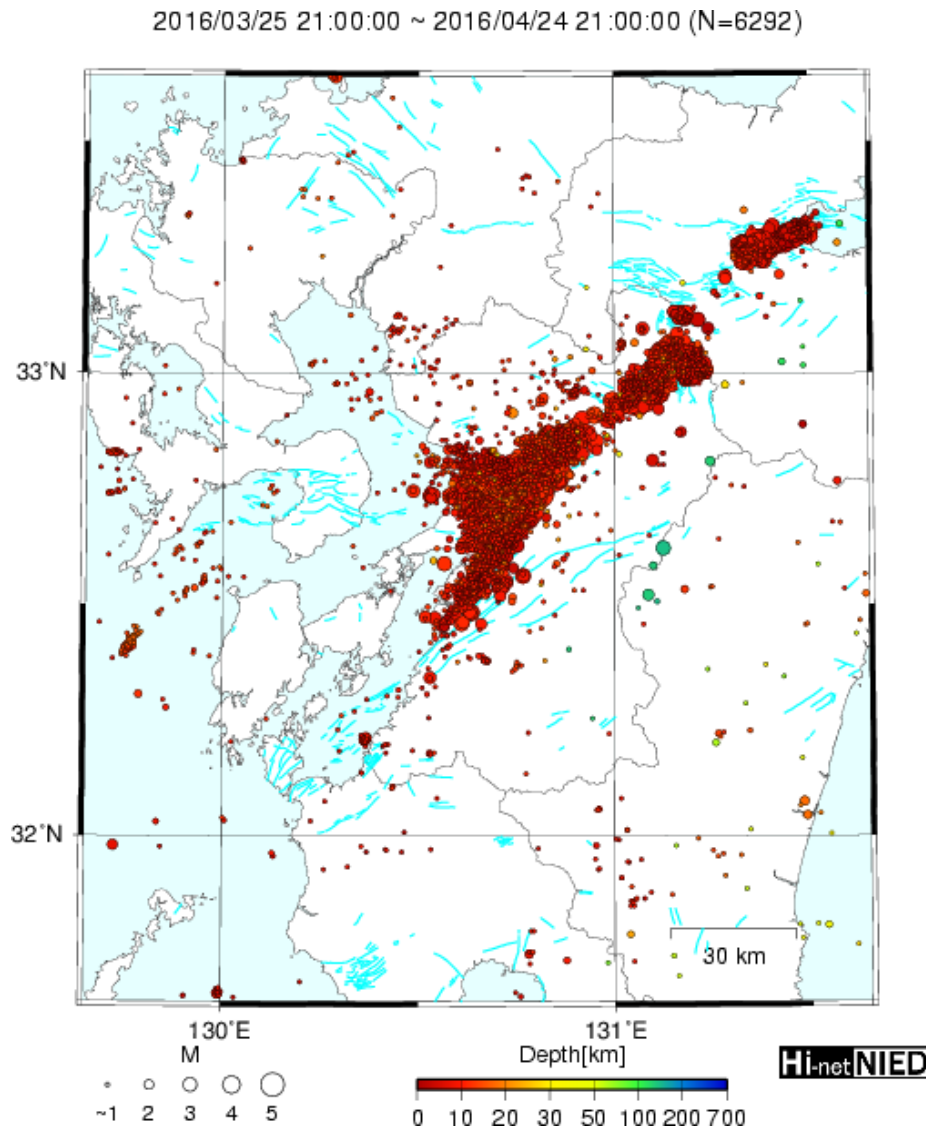 2016/03/25 21:00:00 ~ 2016/04/24 21:00:00 (N=6292)
33°N
32°N
30 km
130°E 131°E
M Depth[km]
~1 2 3 4 5
0 10 20 30 50 100 200 700
Hi-net NIED